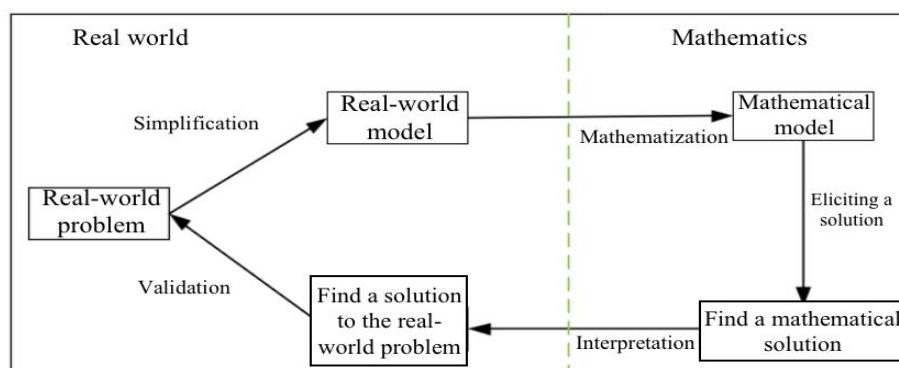 Real world
Mathematics
Simplification
Real-world
model
Mathematization
Mathematical
model
Real-world
problem
Eliciting a
solution
Validation
Find a solution
to the real-
world problem
Interpretation
Find a mathematical
solution